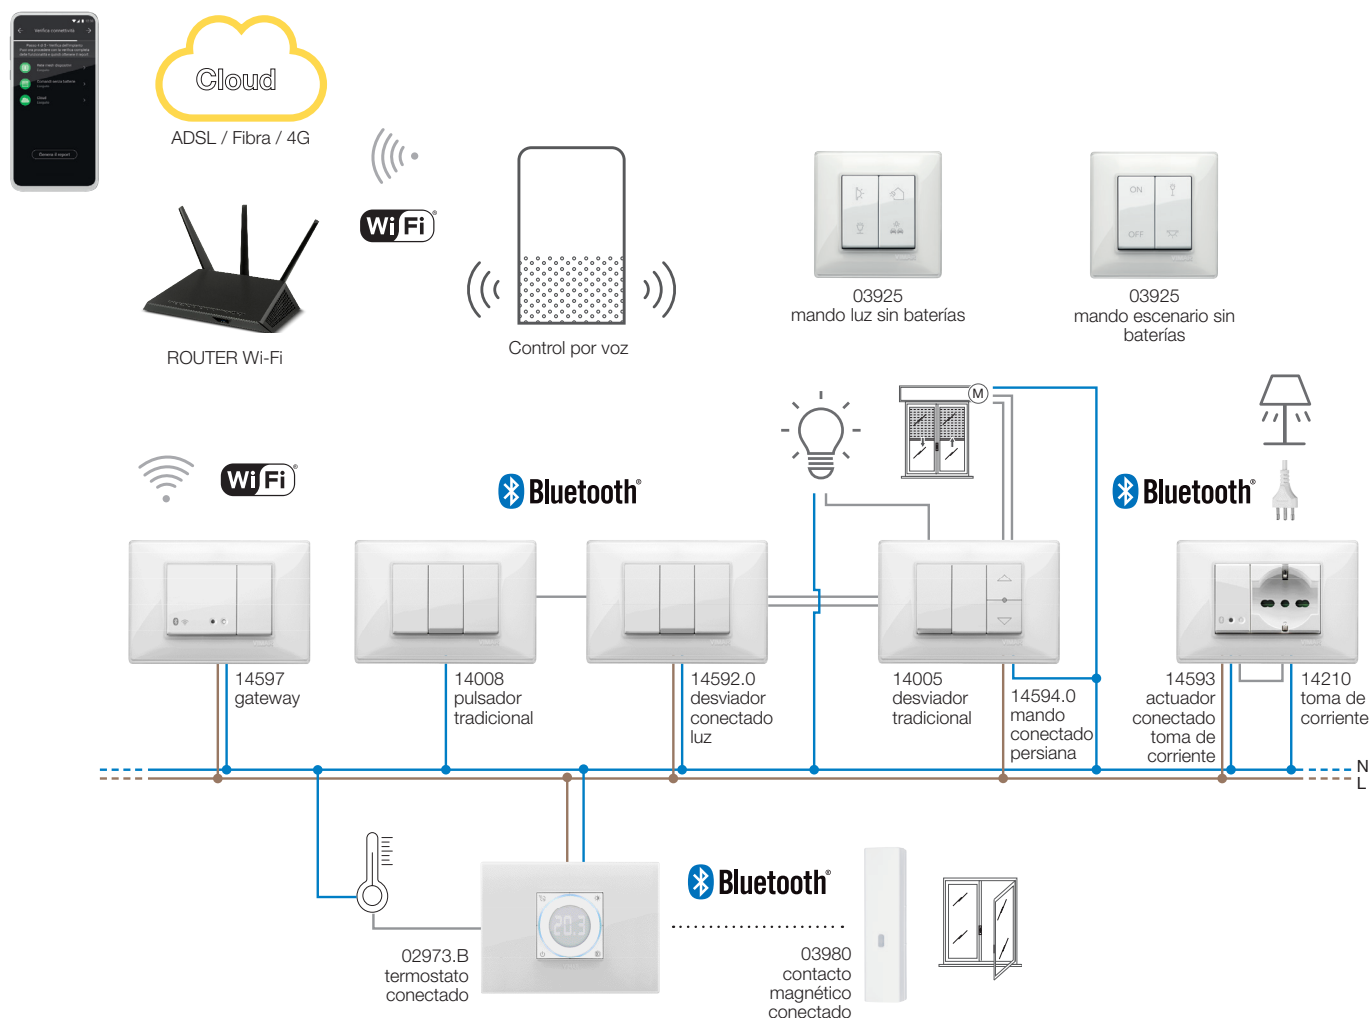 Verifica connettività
Cloud
ADSL / Fibra / 4G
WiFi®
ROUTER Wi-Fi
Control por voz
03925
mando luz sin baterías
ON
OFF
03925
mando escenario sin
baterías
M
WiFi®
Bluetooth®
Bluetooth®
14597
gateway
14008
pulsador
tradicional
14592.0
desviador
conectado
luz
14005
desviador
tradicional
14594.0
mando
conectado
persiana
14593
actuador
conectado
toma de
corriente
14210
toma de
corriente
N
L
20.3
Bluetooth®
02973.B
termostato
conectado
03980
contacto
magnético
conectado